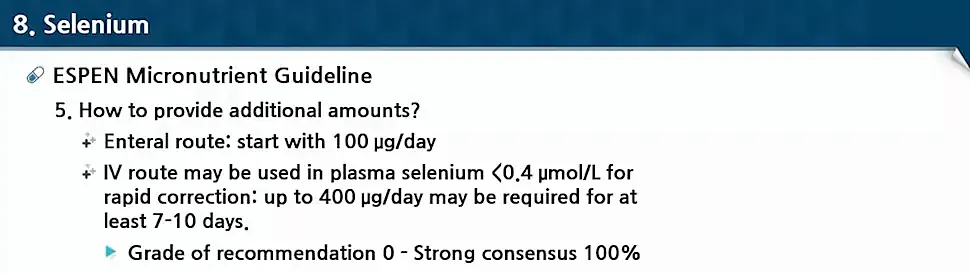 8. Selenium
ESPEN Micronutrient Guideline
5. How to provide additional amounts?
Enteral route: start with 100 μg/day
IV route may be used in plasma selenium <0.4 μmol/L for
rapid correction: up to 400 μg/day may be required for at
least 7-10 days.
Grade of recommendation 0 - Strong consensus 100%